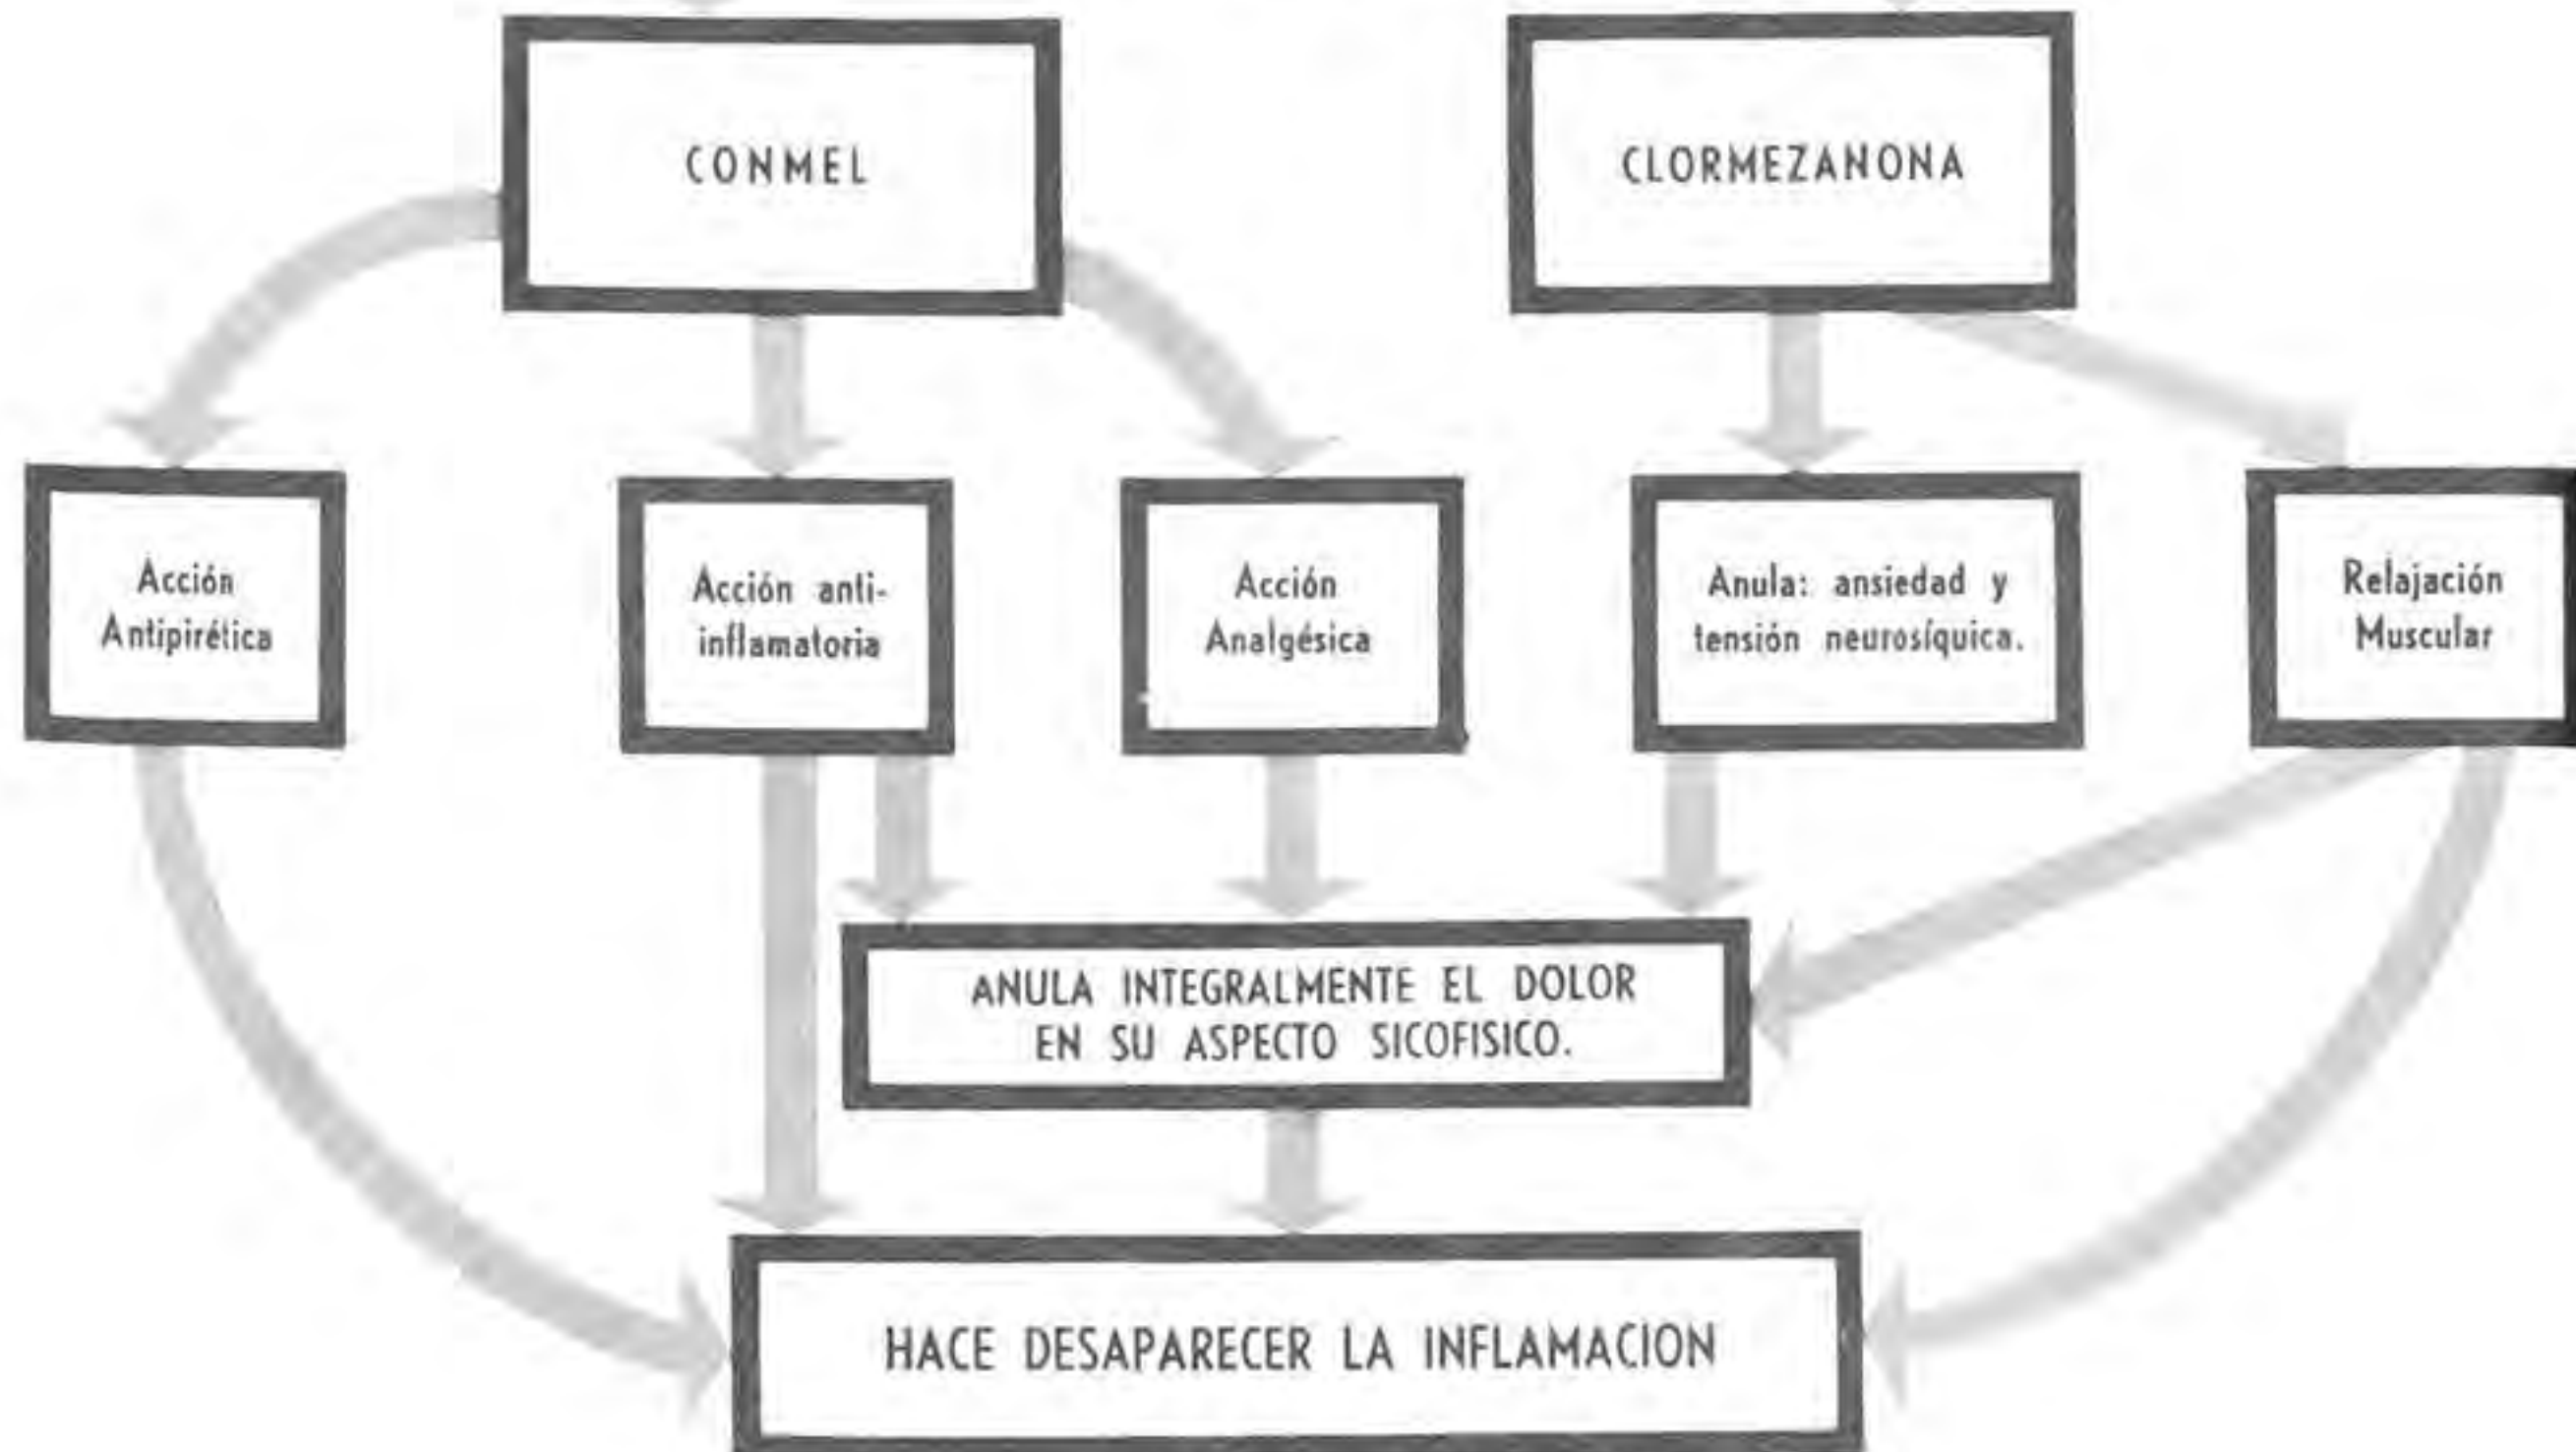 CONMEL
CLORMEZANONA
Acción
Antipirética
Acción anti-
inflamatoria
Acción
Analgésica
Anula: ansiedad y
tensión neurosíquica.
Relajación
Muscular
ANULA INTEGRALMENTE EL DOLOR
EN SU ASPECTO SICOFISICO.
HACE DESAPARECER LA INFLAMACION